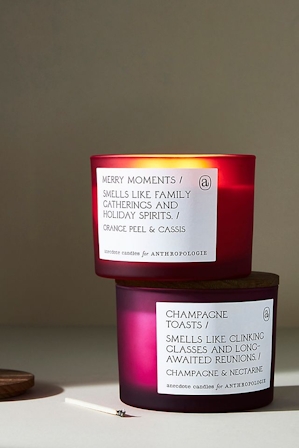 MERRY MOMENTS /
SMELLS LIKE FAMILY
GATHERINGS AND
HOLIDAY SPIRITS. /
ORANGE PEEL & CASSIS
a
anecdote candles for ANTHROPOLOGIE
CHAMPAGNE
TOASTS /
SMELLS LIKE CLINKING
GLASSES AND LONG-
AWAITED REUNIONS. /
CHAMPAGNE & NECTARINE
a
anecdote candles for ANTHROPOLOGIE